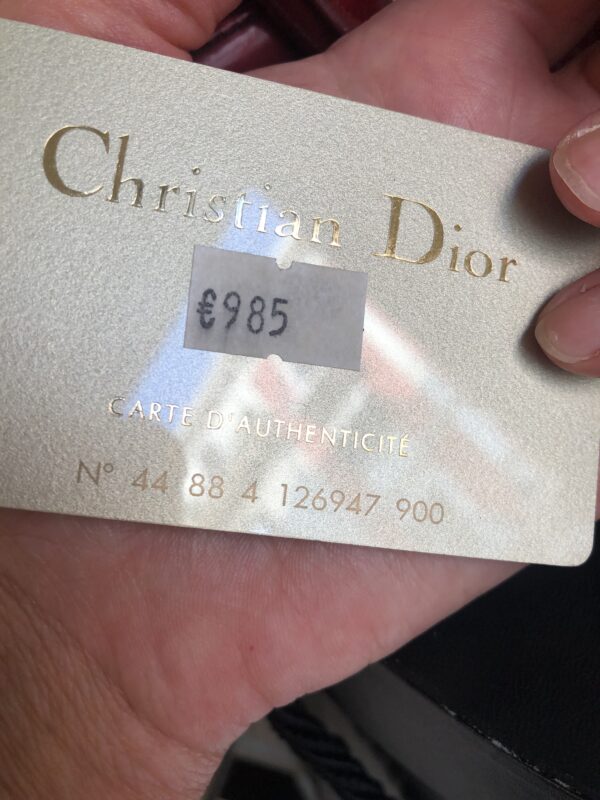 Christian Dior
€985
CARTE D'AUTHENTICITÉ
N° 44 88 4 126947 900